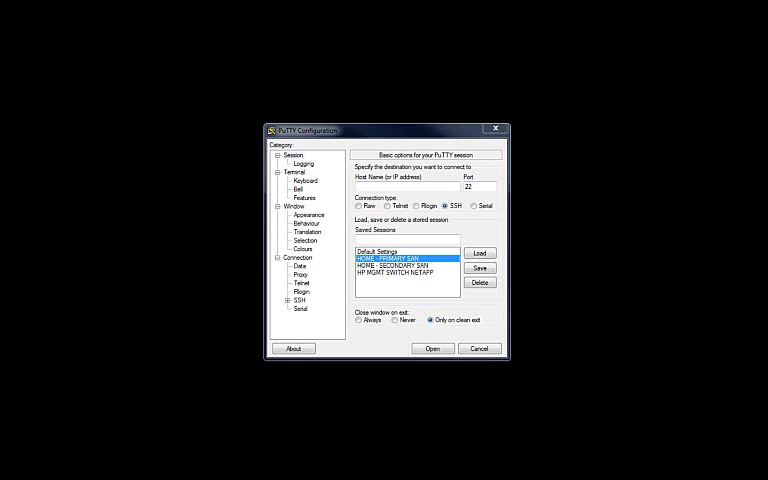 PuTTY Configuration
Category:
Session
Logging
Terminal
Keyboard
Bell
Features
Window
Appearance
Behaviour
Translation
Selection
Colours
Connection
Data
Proxy
Telnet
Rlogin
SSH
Serial
Basic options for your PuTTY session
Specify the destination you want to connect to
Host Name (or IP address) Port
22
Connection type:
Raw Telnet Rlogin SSH Serial
Load, save or delete a stored session
Saved Sessions
Default Settings
HOME - PRIMARY SAN
HOME - SECONDARY SAN
HP MGMT SWITCH NETAPP
Load
Save
Delete
Close window on exit:
Always Never Only on clean exit
About Open Cancel